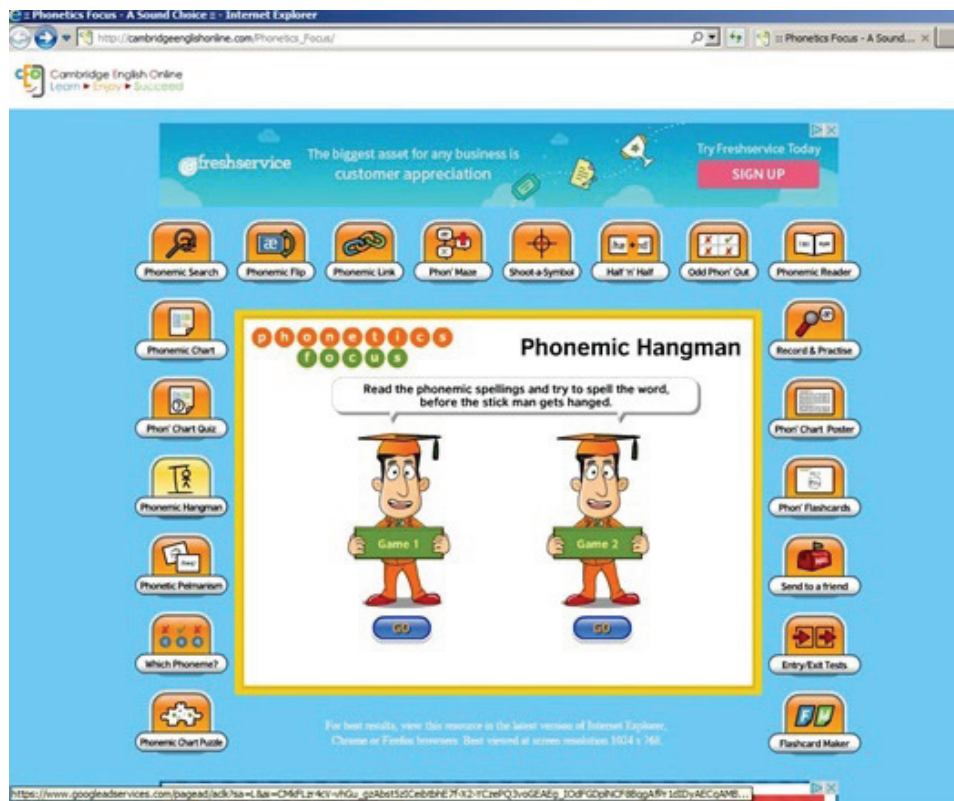 :: Phonetics Focus - A Sound Choice :: - Internet Explorer
http://cambridgeenglishonline.com/Phonetics_Focus/
:: Phonetics Focus - A Sound...
CEO
Cambridge English Online
Learn ▸ Enjoy ▸ Succeed
freshservice
The biggest asset for any business is
customer appreciation
Try Freshservice Today
SIGN UP
Phonemic Search
Phonemic Flip
Phonemic Link
Phon' Maze
Shoot-a-Symbol
Half 'n' Half
Odd Phon' Out
Phonemic Reader
Phonemic Chart
Phon' Chart Quiz
Phonemic Hangman
Phonetic Pelmanism
Which Phoneme?
Phonemic Chart Puzzle
phonetics
focus
Phonemic Hangman
Read the phonemic spellings and try to spell the word,
before the stick man gets hanged.
Game 1
Game 2
GO
GO
Record & Practise
Phon' Chart Poster
Phon' Flashcards
Send to a friend
Entry/Exit Tests
Flashcard Maker
For best results, view this resource in the latest version of Internet Explorer,
Chrome or Firefox browsers. Best viewed at screen resolution 1024 x 768.